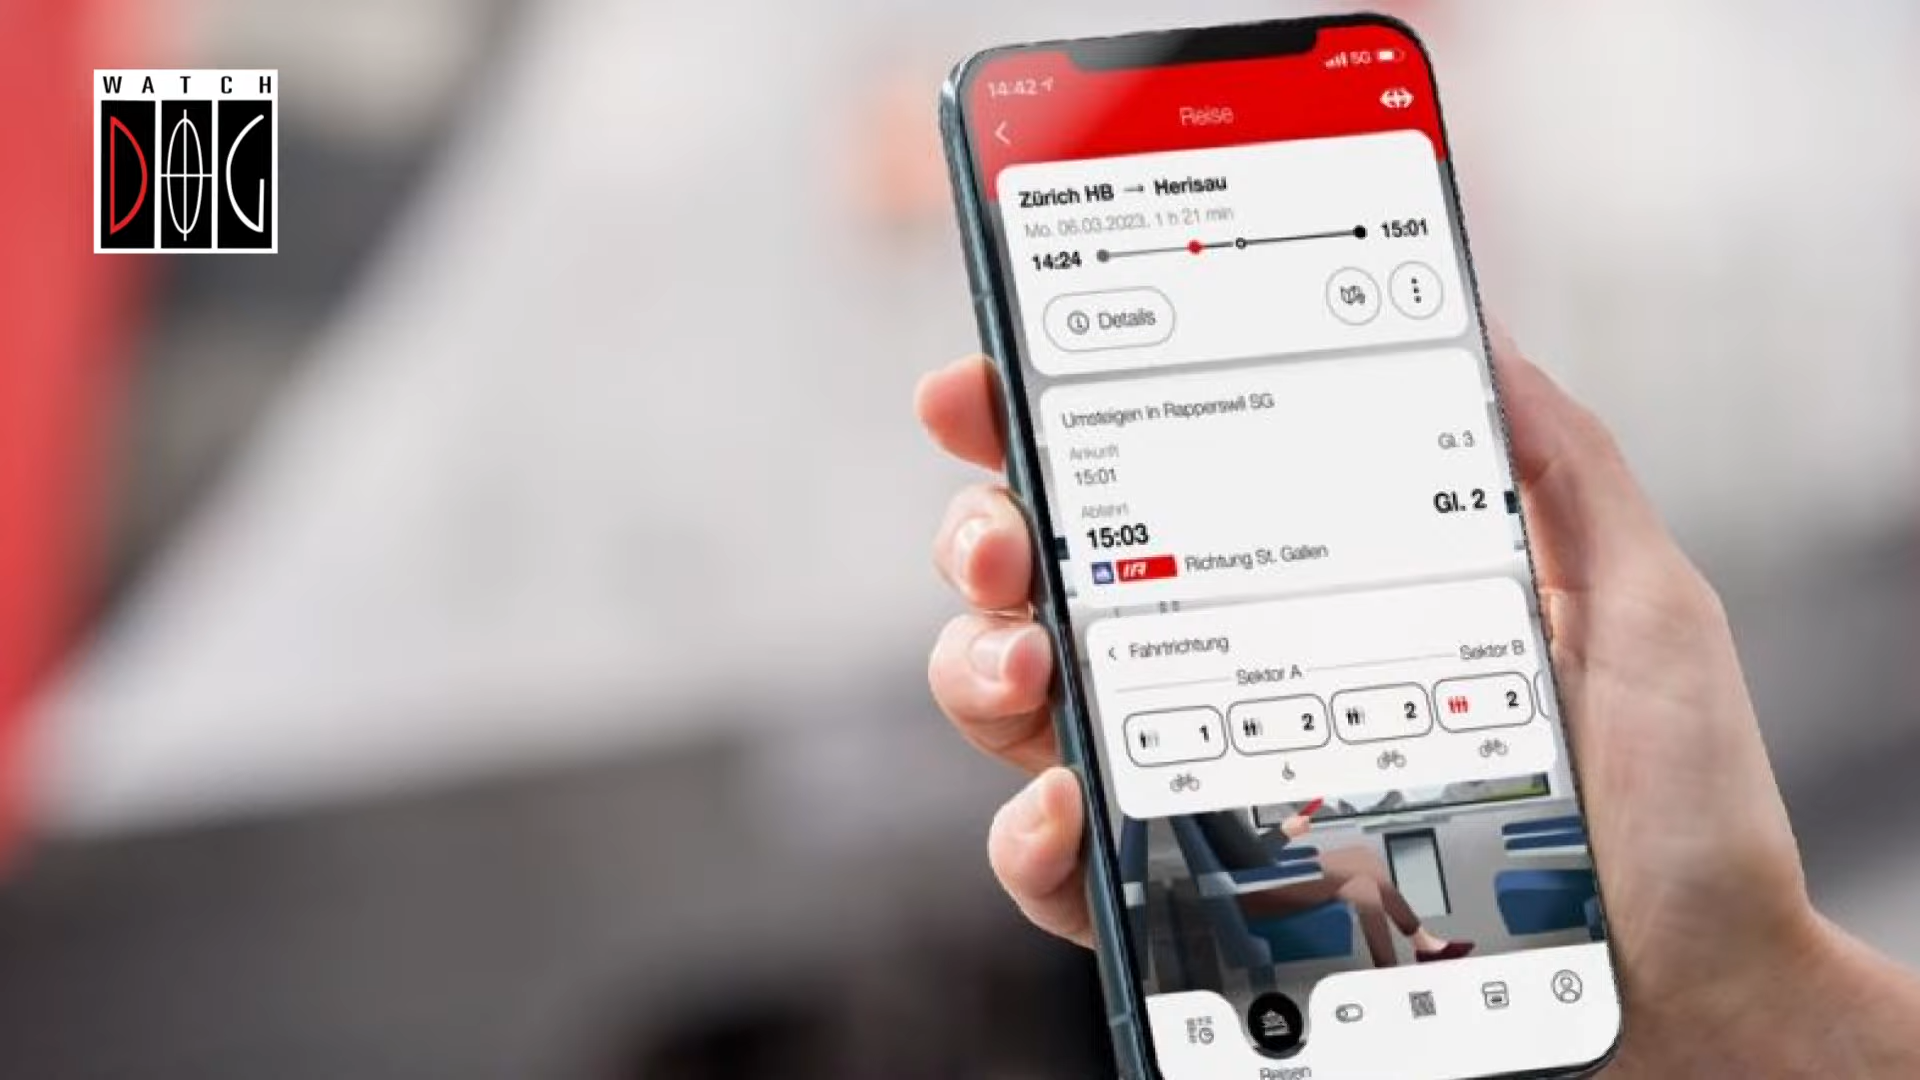 WATCH
DOG
14:42
5G
Reise
Zürich HB → Herisau
Mo. 06.03.2023, 1 h 21 min
14:24
15:01
Details
Umsteigen in Rapperswil SG
Ankunft
Gl. 3
15:01
Abfahrt
Gl. 2
15:03
IR
Richtung St. Gallen
Fahrtrichtung
Sektor A
Sektor B
1
2
2
2
Reisen